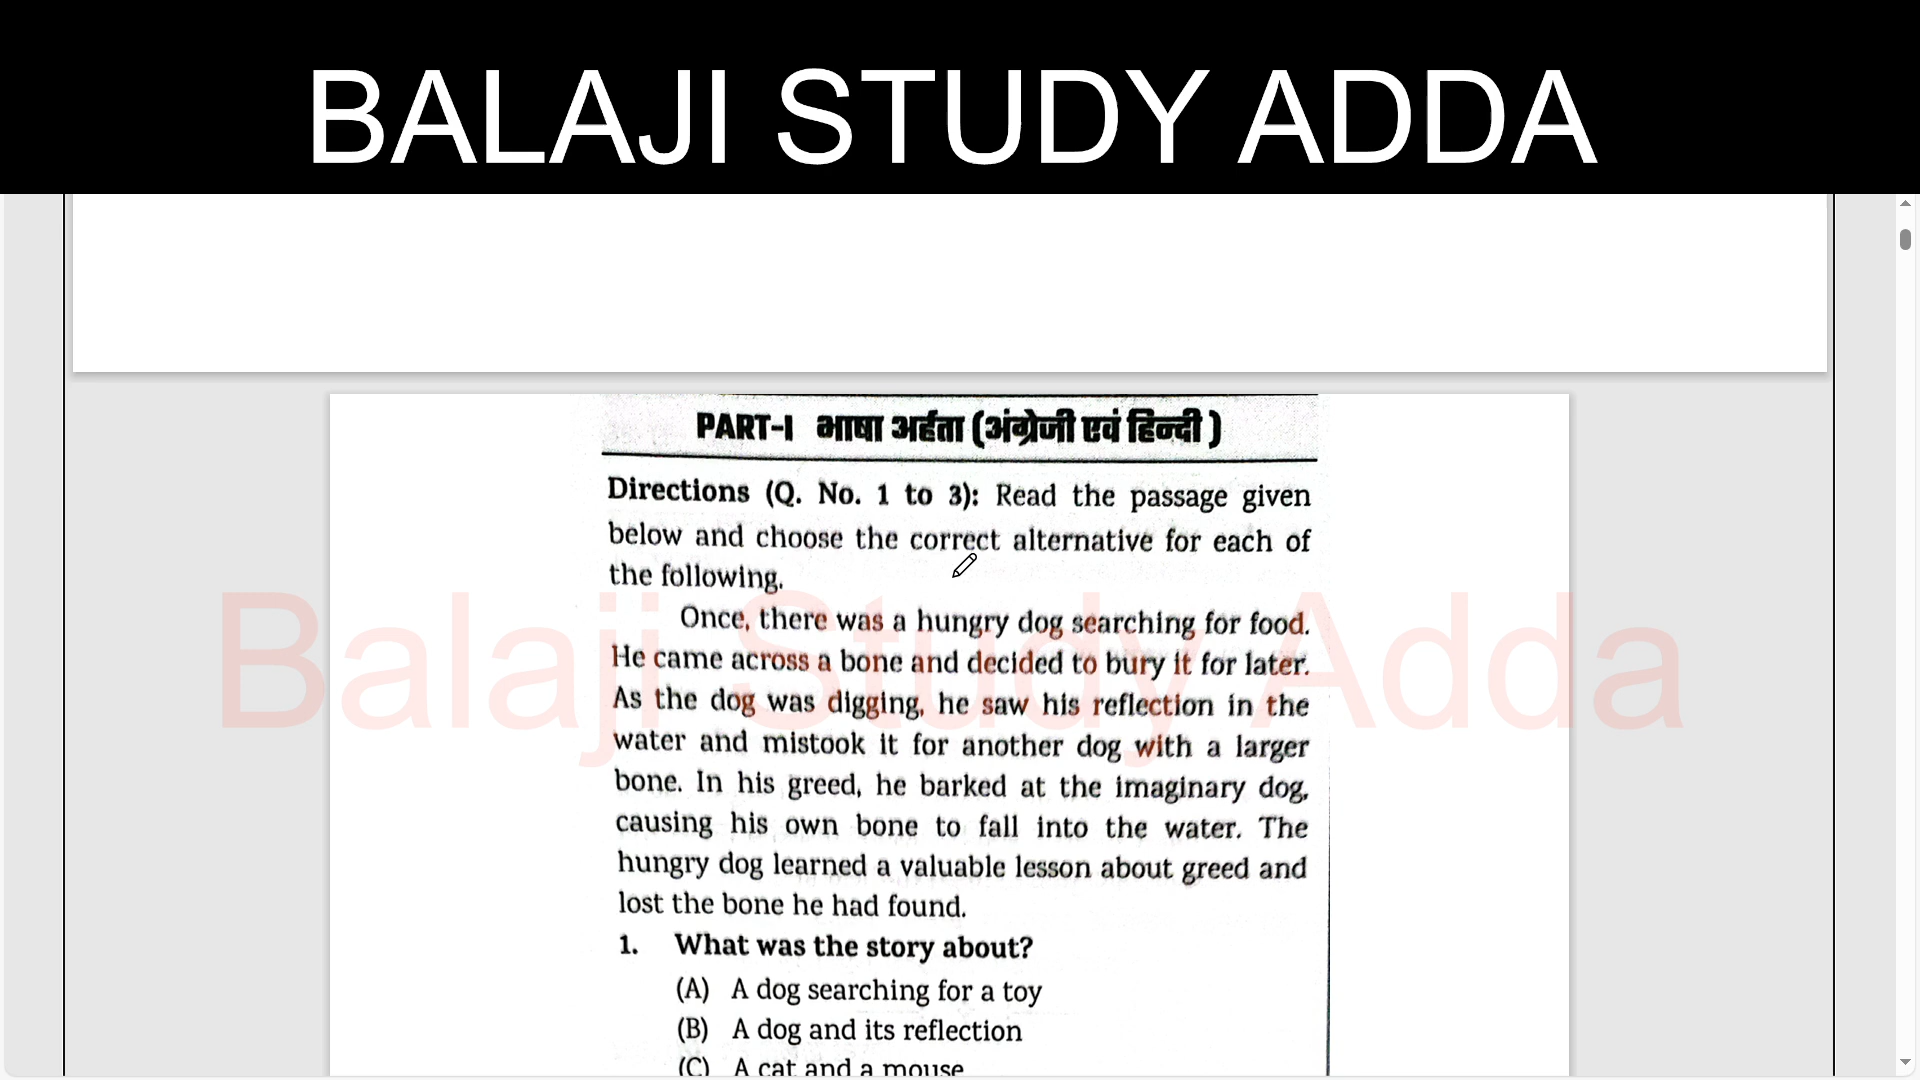 BALAJI STUDY ADDA
PART-I भाषा अर्हता (अंग्रेजी एवं हिन्दी )
Directions (Q. No. 1 to 3): Read the passage given
below and choose the correct alternative for each of
the following.
Once, there was a hungry dog searching for food.
He came across a bone and decided to bury it for later.
As the dog was digging, he saw his reflection in the
water and mistook it for another dog with a larger
bone. In his greed, he barked at the imaginary dog,
causing his own bone to fall into the water. The
hungry dog learned a valuable lesson about greed and
lost the bone he had found.
1. What was the story about?
(A) A dog searching for a toy
(B) A dog and its reflection
(C) A cat and a mouse
Balaji Study Adda